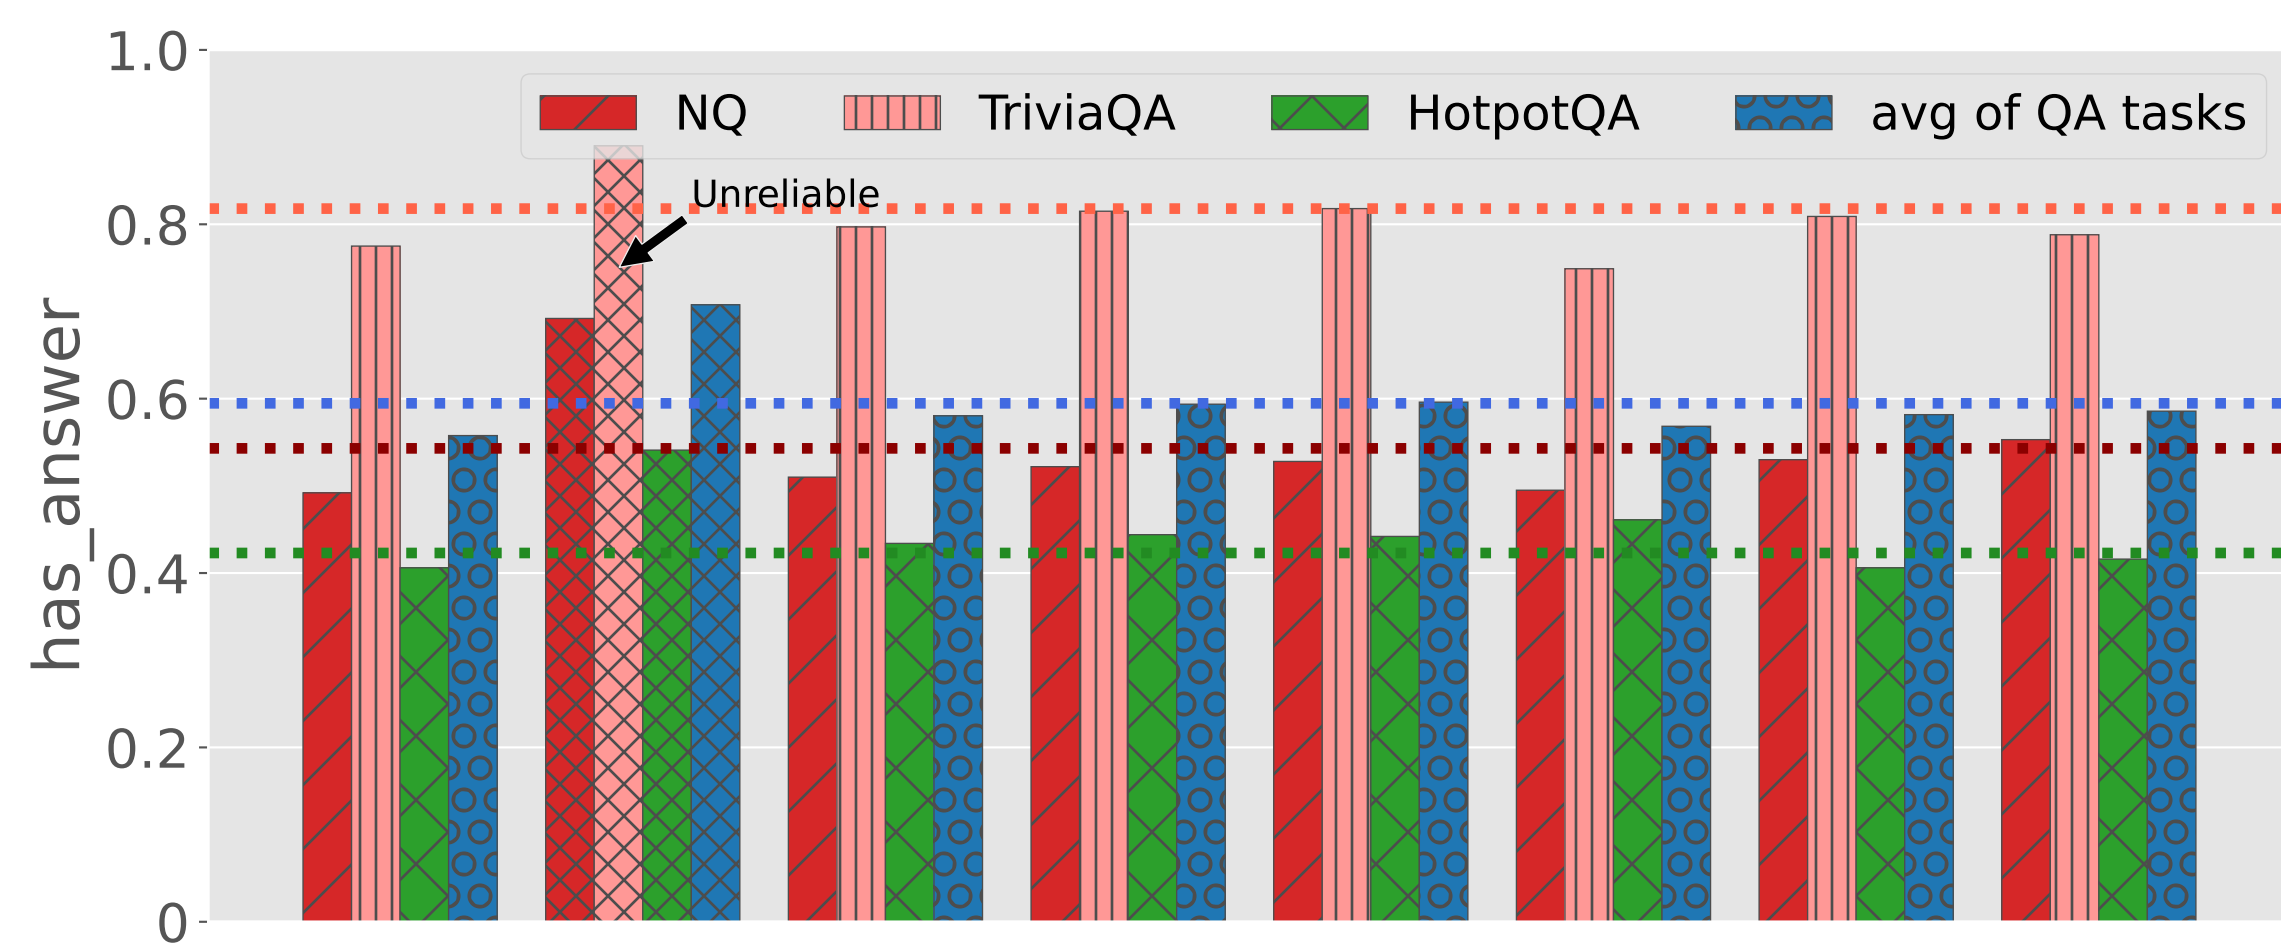 1.0
NQ TriviaQA HotpotQA avg of QA tasks
Unreliable
0.8
0.6
0.4
0.2
0
has_answer